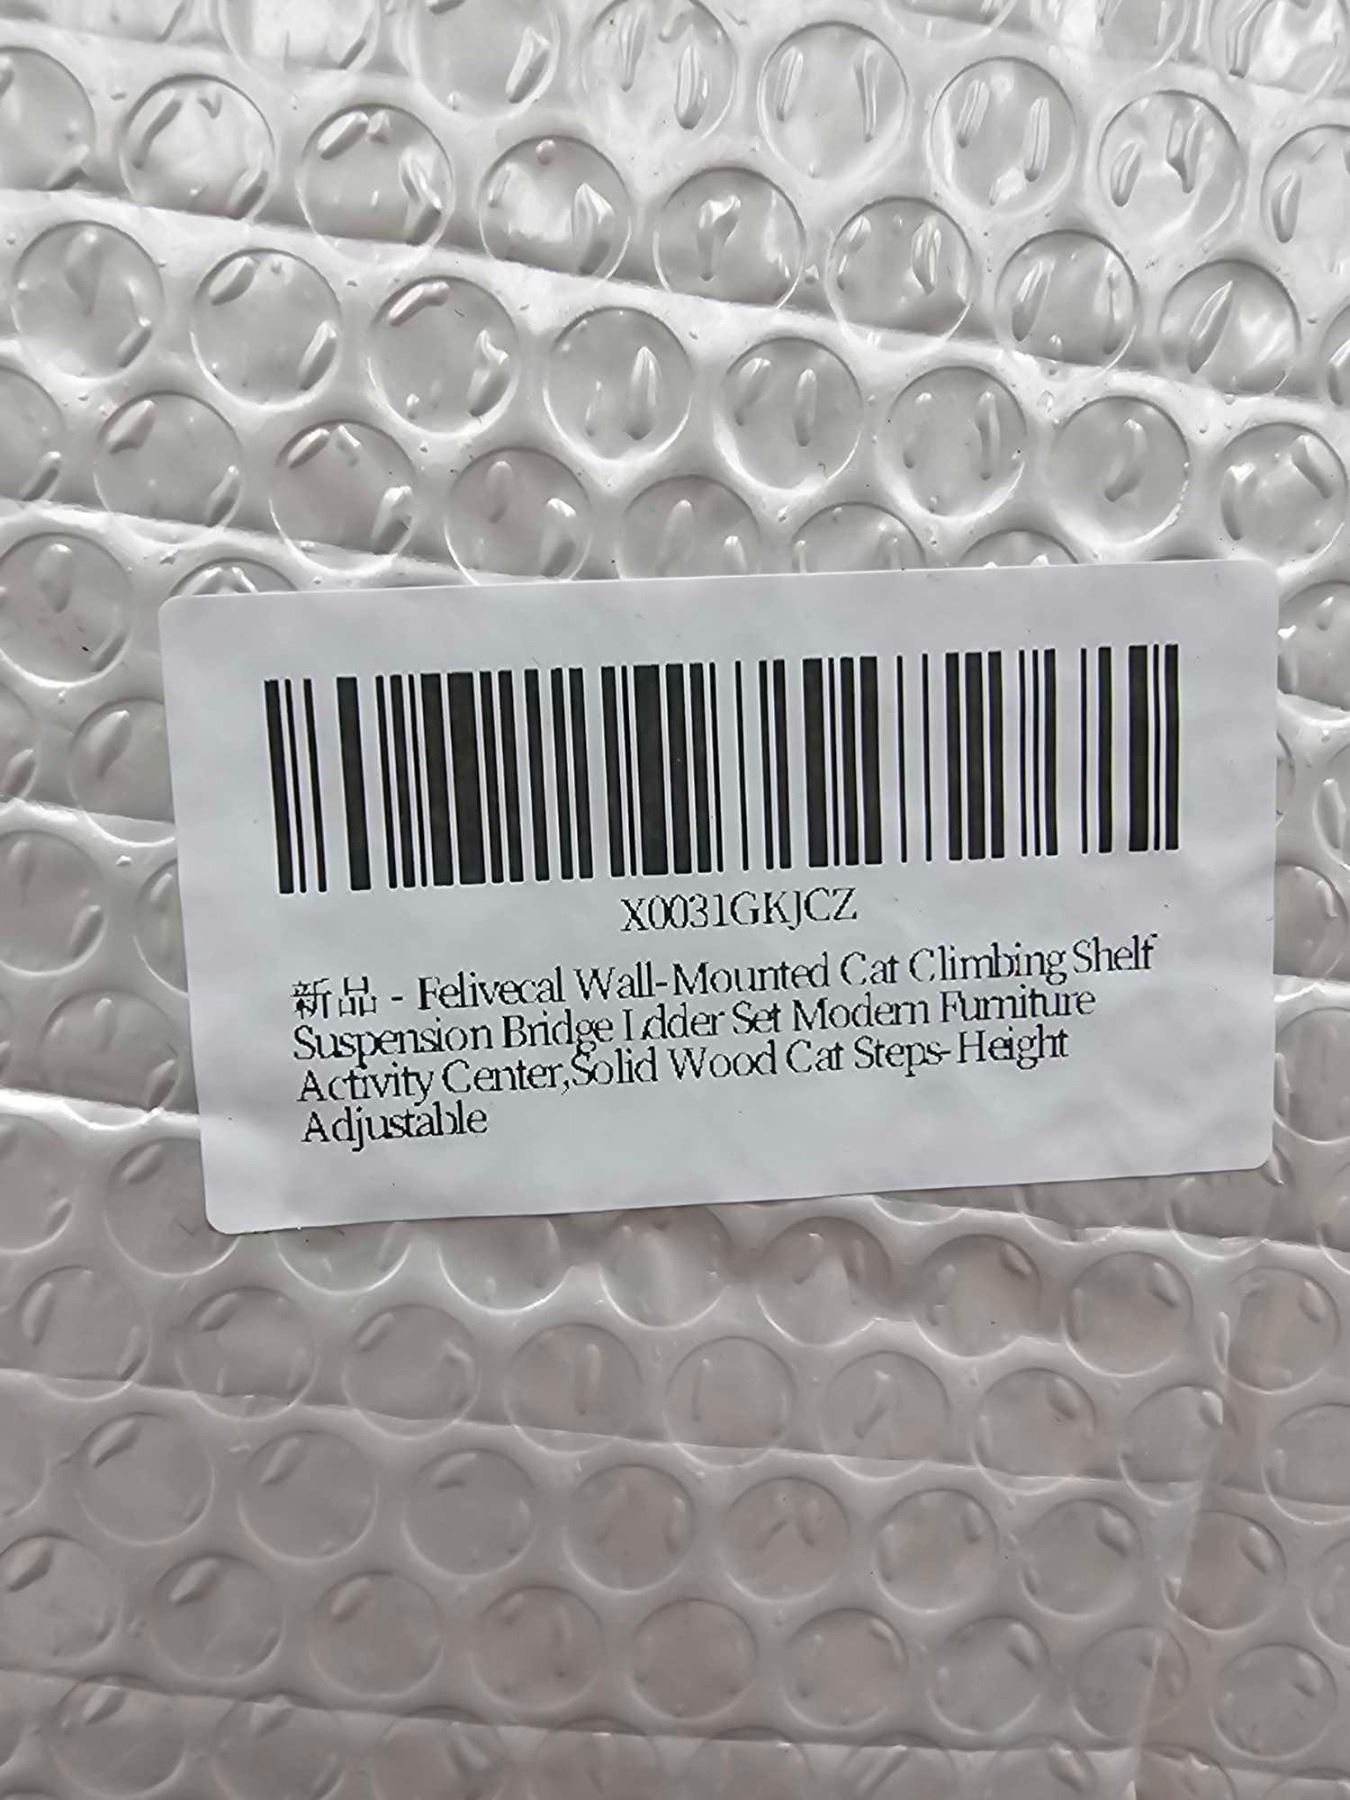 X0031GKJCZ
新品 - Felivecal Wall-Mounted Cat Climbing Shelf
Suspension Bridge Ldder Set Modern Furniture
Activity Center,Solid Wood Cat Steps-Height
Adjustable